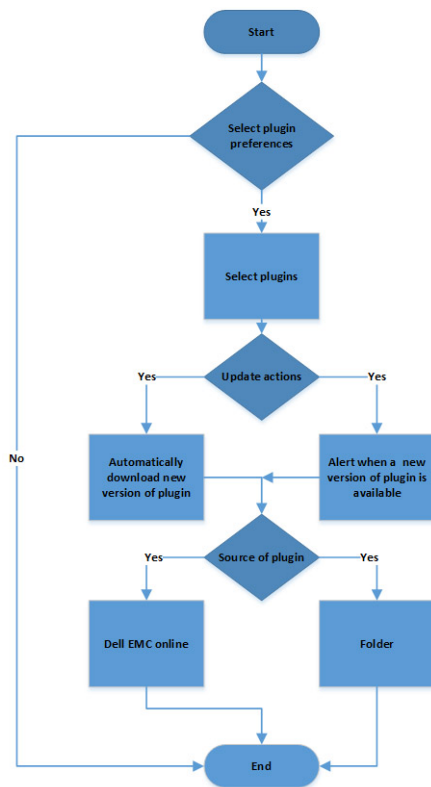 Start
Select plugin
preferences
Yes
Select plugins
Update actions
Yes
Yes
No
Automatically
download new
version of plugin
Alert when a new
version of plugin is
available
Source of plugin
Yes
Yes
Dell EMC online
Folder
End